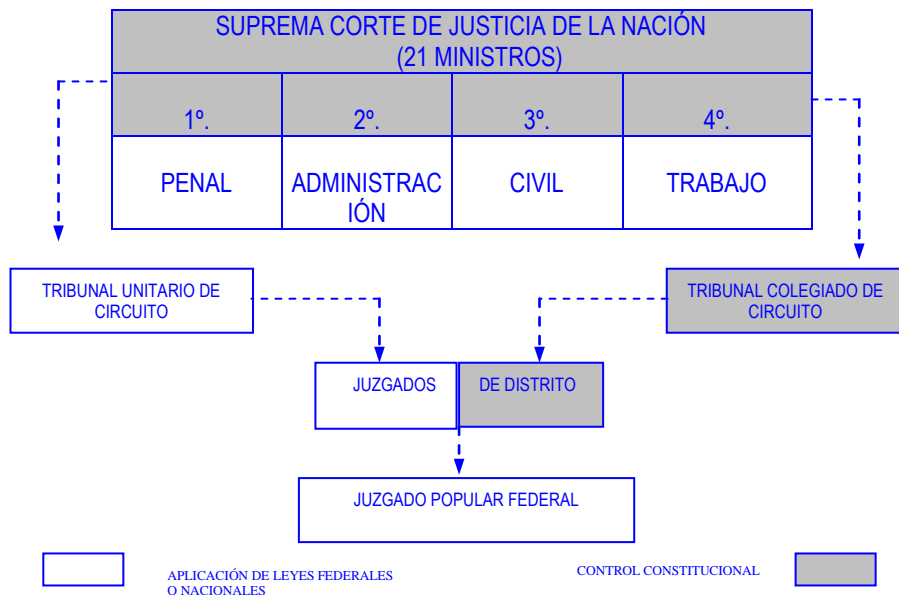 SUPREMA CORTE DE JUSTICIA DE LA NACIÓN
(21 MINISTROS)
1º.
2º.
3º.
4º.
PENAL
ADMINISTRAC
IÓN
CIVIL
TRABAJO
TRIBUNAL UNITARIO DE
CIRCUITO
TRIBUNAL COLEGIADO DE
CIRCUITO
JUZGADOS
DE DISTRITO
JUZGADO POPULAR FEDERAL
APLICACIÓN DE LEYES FEDERALES
O NACIONALES
CONTROL CONSTITUCIONAL